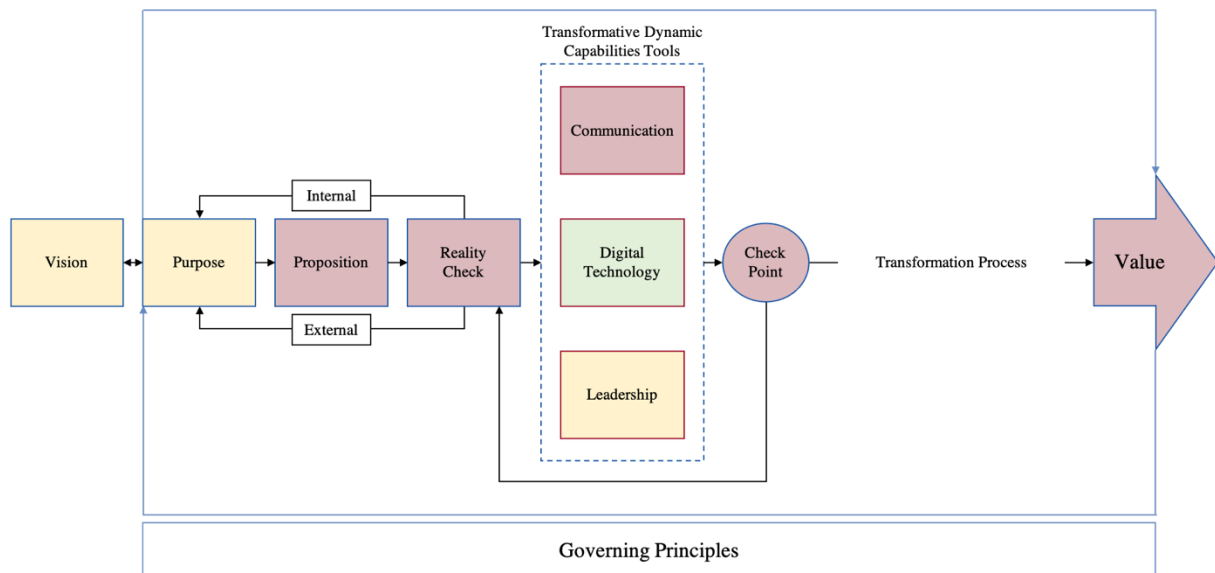 Transformative Dynamic
Capabilities Tools
Communication
Internal
Vision
Purpose
Proposition
Reality
Check
Digital
Technology
Check
Point
Transformation Process
Value
External
Leadership
Governing Principles